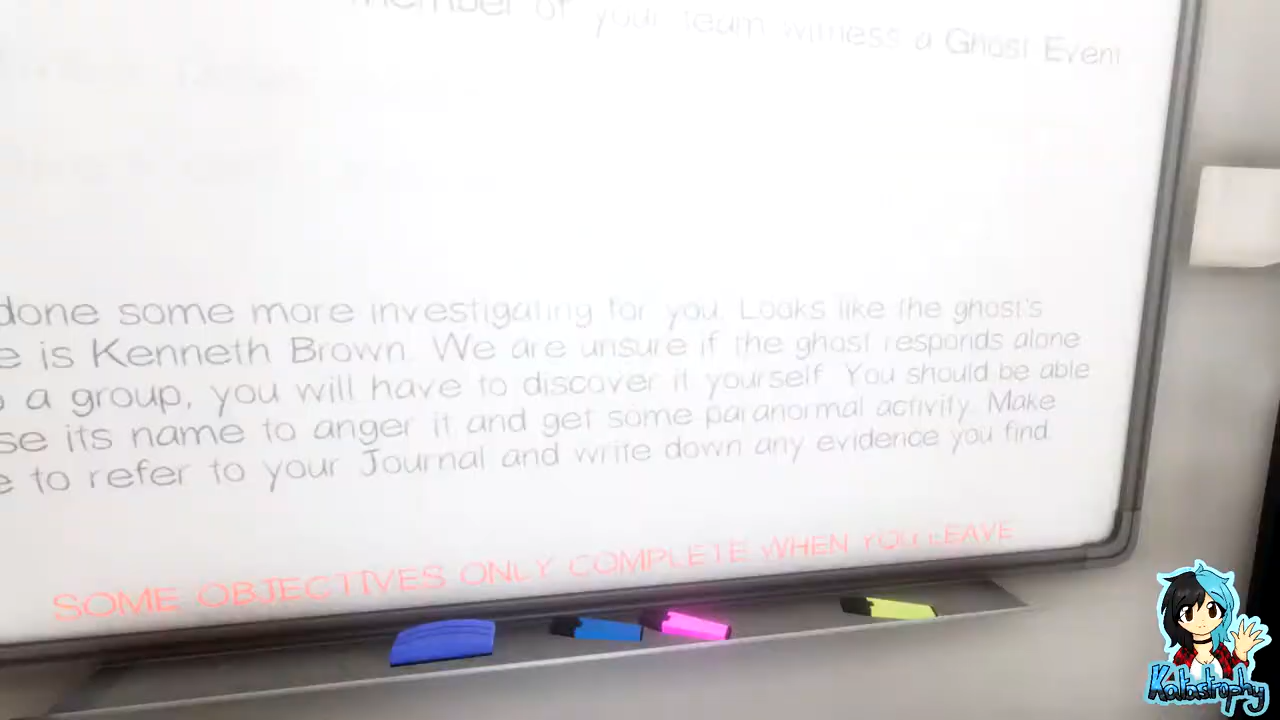 member of your team witness a Ghost Event
done some more investigating for you. Looks like the ghost's
e is Kenneth Brown. We are unsure if the ghost responds alone
o a group, you will have to discover it yourself. You should be able
se its name to anger it and get some paranormal activity. Make
e to refer to your Journal and write down any evidence you find.
SOME OBJECTIVES ONLY COMPLETE WHEN YOU LEAVE
Katastrophy